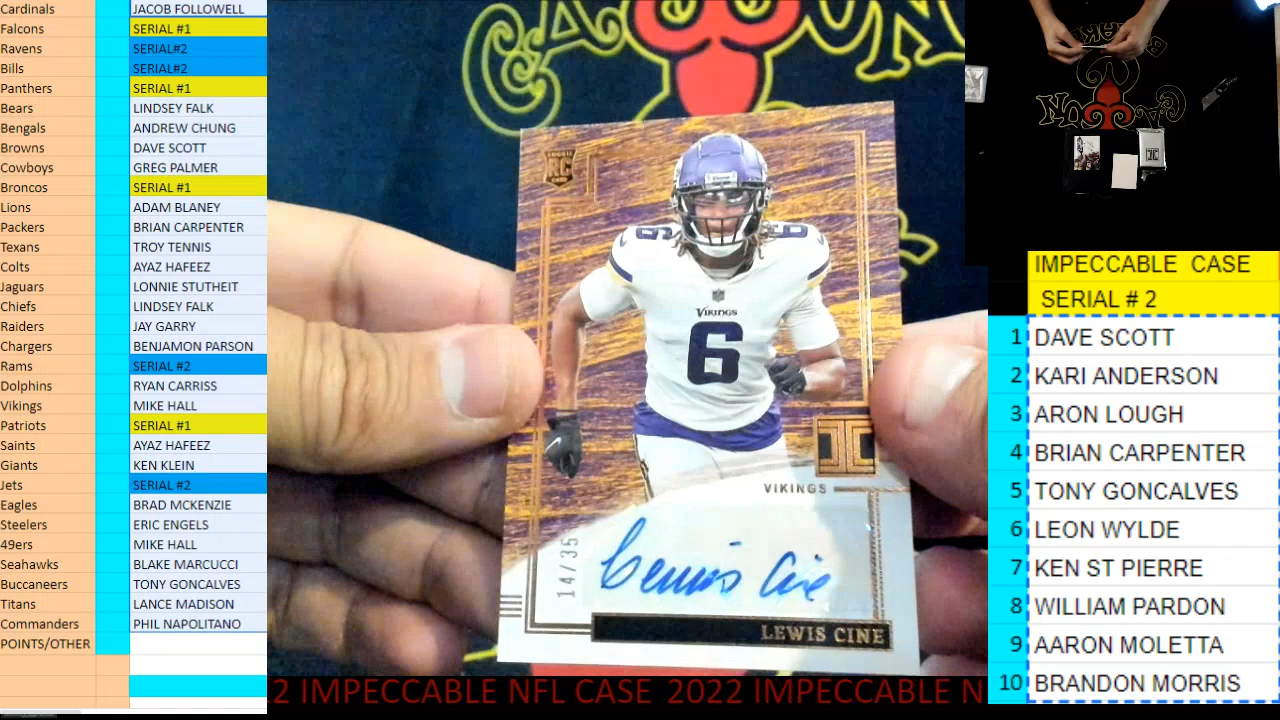 Cardinals JACOB FOLLOWELL
Falcons SERIAL #1
Ravens SERIAL#2
Bills SERIAL#2
Panthers SERIAL #1
Bears LINDSEY FALK
Bengals ANDREW CHUNG
Browns DAVE SCOTT
Cowboys GREG PALMER
Broncos SERIAL #1
Lions ADAM BLANEY
Packers BRIAN CARPENTER
Texans TROY TENNIS
Colts AYAZ HAFEEZ
Jaguars LONNIE STUTHEIT
Chiefs LINDSEY FALK
Raiders JAY GARRY
Chargers BENJAMON PARSON
Rams SERIAL #2
Dolphins RYAN CARRISS
Vikings MIKE HALL
Patriots SERIAL #1
Saints AYAZ HAFEEZ
Giants KEN KLEIN
Jets SERIAL #2
Eagles BRAD MCKENZIE
Steelers ERIC ENGELS
49ers MIKE HALL
Seahawks BLAKE MARCUCCI
Buccaneers TONY GONCALVES
Titans LANCE MADISON
Commanders PHIL NAPOLITANO
POINTS/OTHER
RC
6 6
VIKINGS
6
VIKINGS
14/35
Lewis Cine
LEWIS CINE
2 IMPECCABLE NFL CASE 2022 IMPECCABLE N
IMPECCABLE CASE
SERIAL # 2
1 DAVE SCOTT
2 KARI ANDERSON
3 ARON LOUGH
4 BRIAN CARPENTER
5 TONY GONCALVES
6 LEON WYLDE
7 KEN ST PIERRE
8 WILLIAM PARDON
9 AARON MOLETTA
10 BRANDON MORRIS